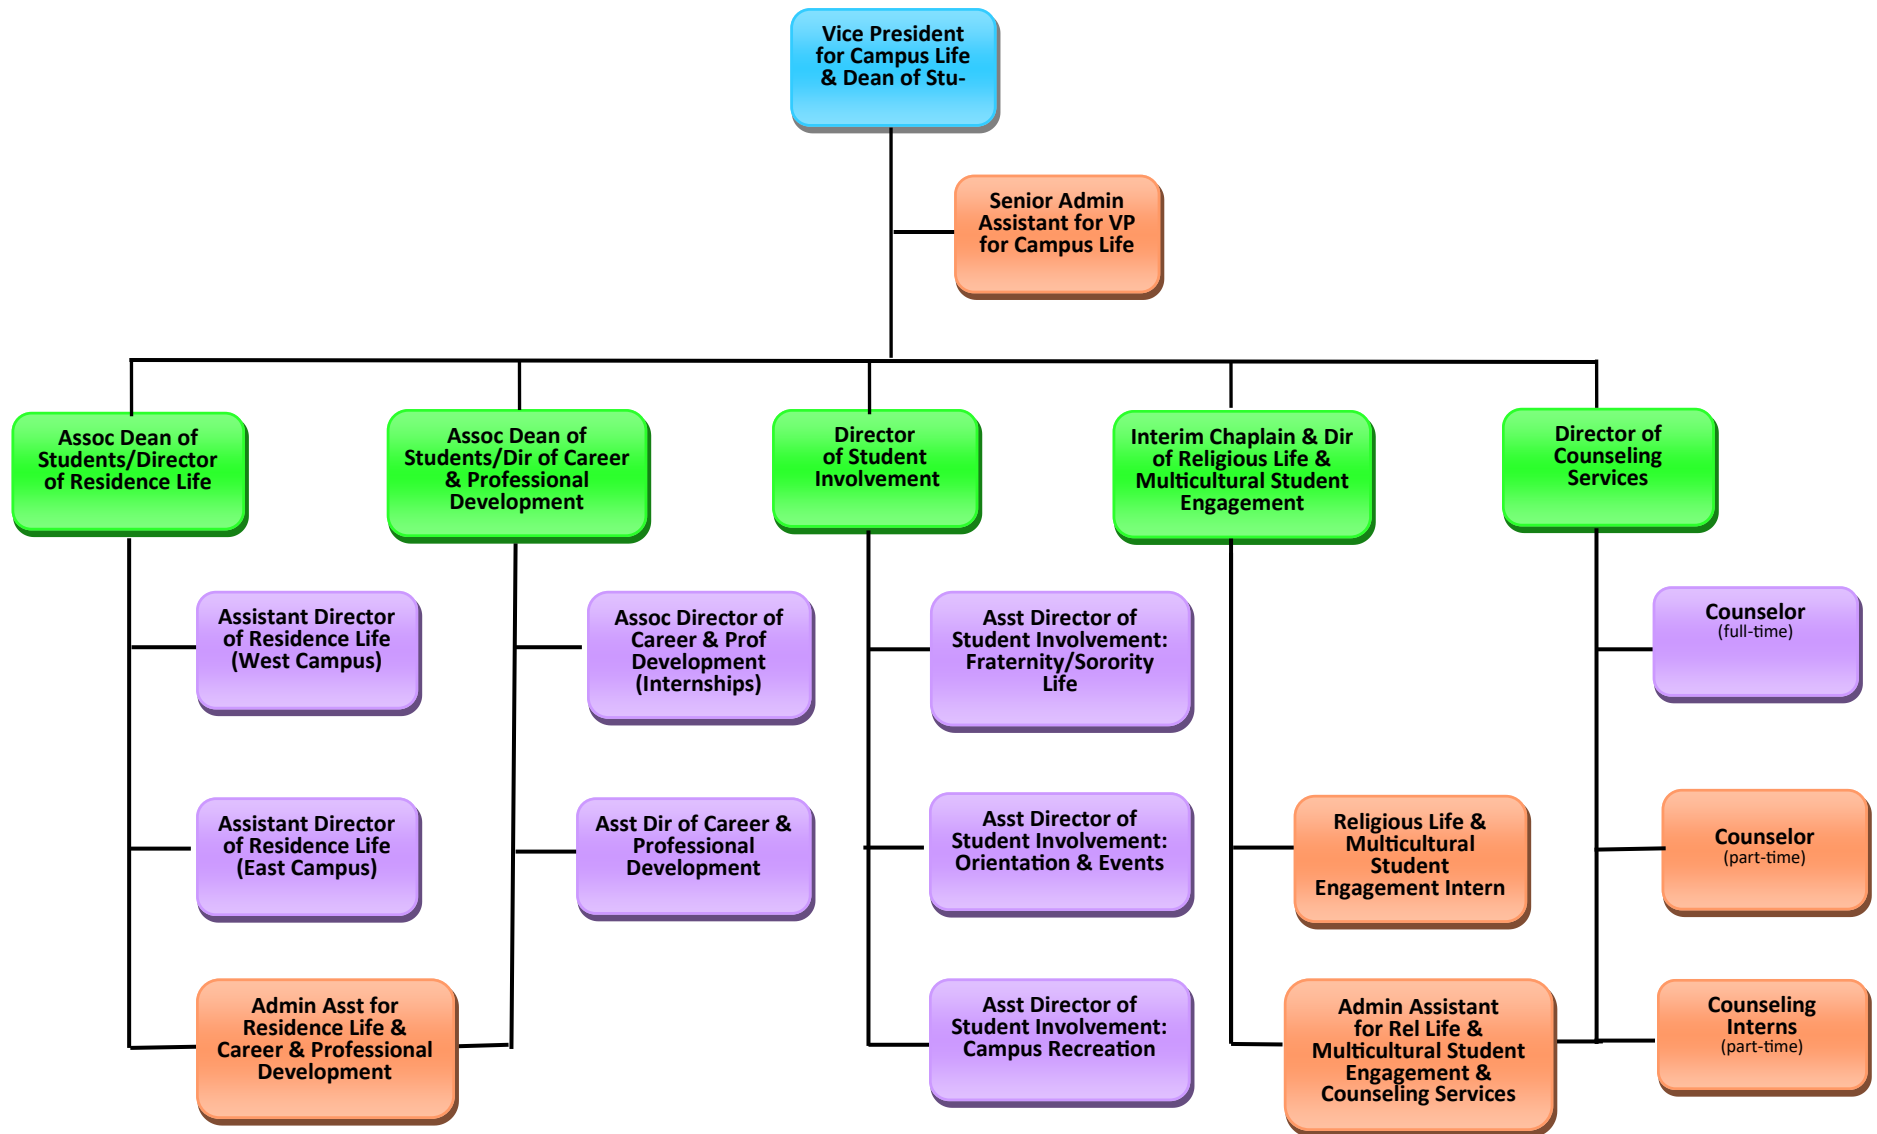 Vice President
for Campus Life
& Dean of Stu-
Senior Admin
Assistant for VP
for Campus Life
Assoc Dean of
Students/Director
of Residence Life
Assoc Dean of
Students/Dir of Career
& Professional
Development
Director
of Student
Involvement
Interim Chaplain & Dir
of Religious Life &
Multicultural Student
Engagement
Director of
Counseling
Services
Assistant Director
of Residence Life
(West Campus)
Assoc Director of
Career & Prof
Development
(Internships)
Asst Director of
Student Involvement:
Fraternity/Sorority
Life
Counselor
(full-time)
Assistant Director
of Residence Life
(East Campus)
Asst Dir of Career &
Professional
Development
Asst Director of
Student Involvement:
Orientation & Events
Religious Life &
Multicultural
Student
Engagement Intern
Counselor
(part-time)
Admin Asst for
Residence Life &
Career & Professional
Development
Asst Director of
Student Involvement:
Campus Recreation
Admin Assistant
for Rel Life &
Multicultural Student
Engagement &
Counseling Services
Counseling
Interns
(part-time)